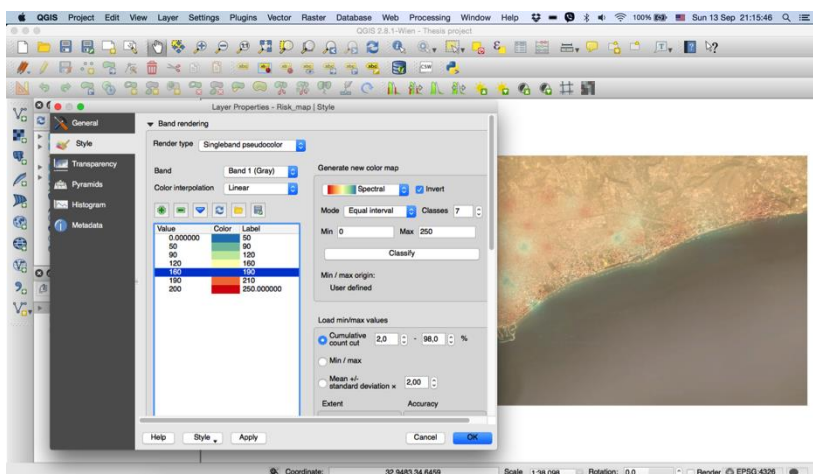 QGIS Project Edit View Layer Settings Plugins Vector Raster Database Web Processing Window Help 100% Sun 13 Sep 21:15:46
QGIS 2.8.1-Wien - Thesis project
Layer Properties - Risk_map | Style
General
Style
Transparency
Pyramids
Histogram
Metadata
Band rendering
Render type Singleband pseudocolor
Band Band 1 (Gray)
Color interpolation Linear
Value Color Label
0.000000 50
50 90
90 120
120 160
160 190
190 210
200 250.000000
Generate new color map
Spectral Invert
Mode Equal interval Classes 7
Min 0 Max 250
Classify
Min / max origin:
User defined
Load min/max values
Cumulative count cut 2,0 - 98,0 %
Min / max
Mean +/- standard deviation × 2,00
Extent Accuracy
Help Style Apply Cancel OK
Coordinate: 32.9483,34.6459 Scale 1:38.098 Rotation: 0,0 Render EPSG:4326